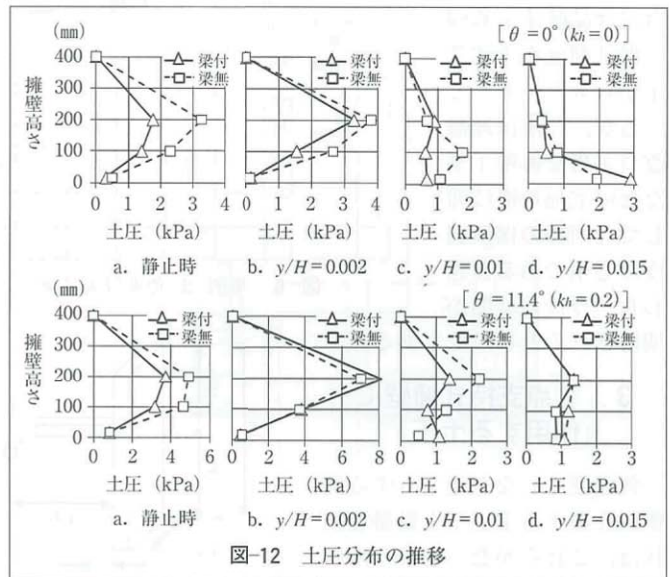 (mm) [θ=0°(kh=0)]
400 梁付 梁付 梁付 梁付
梁無 梁無 梁無 梁無
300
擁壁高さ
200
100
0
0 1 2 3 4 0 1 2 3 4 0 1 2 3 0 1 2 3
土圧 (kPa) 土圧 (kPa) 土圧 (kPa) 土圧 (kPa)
a. 静止時 b. y/H=0.002 c. y/H=0.01 d. y/H=0.015
(mm) [θ=11.4°(kh=0.2)]
400 梁付 梁付 梁付 梁付
梁無 梁無 梁無 梁無
300
擁壁高さ
200
100
0
0 2 4 6 0 2 4 6 8 0 1 2 3 0 1 2 3
土圧 (kPa) 土圧 (kPa) 土圧 (kPa) 土圧 (kPa)
a. 静止時 b. y/H=0.002 c. y/H=0.01 d. y/H=0.015
図-12 土圧分布の推移